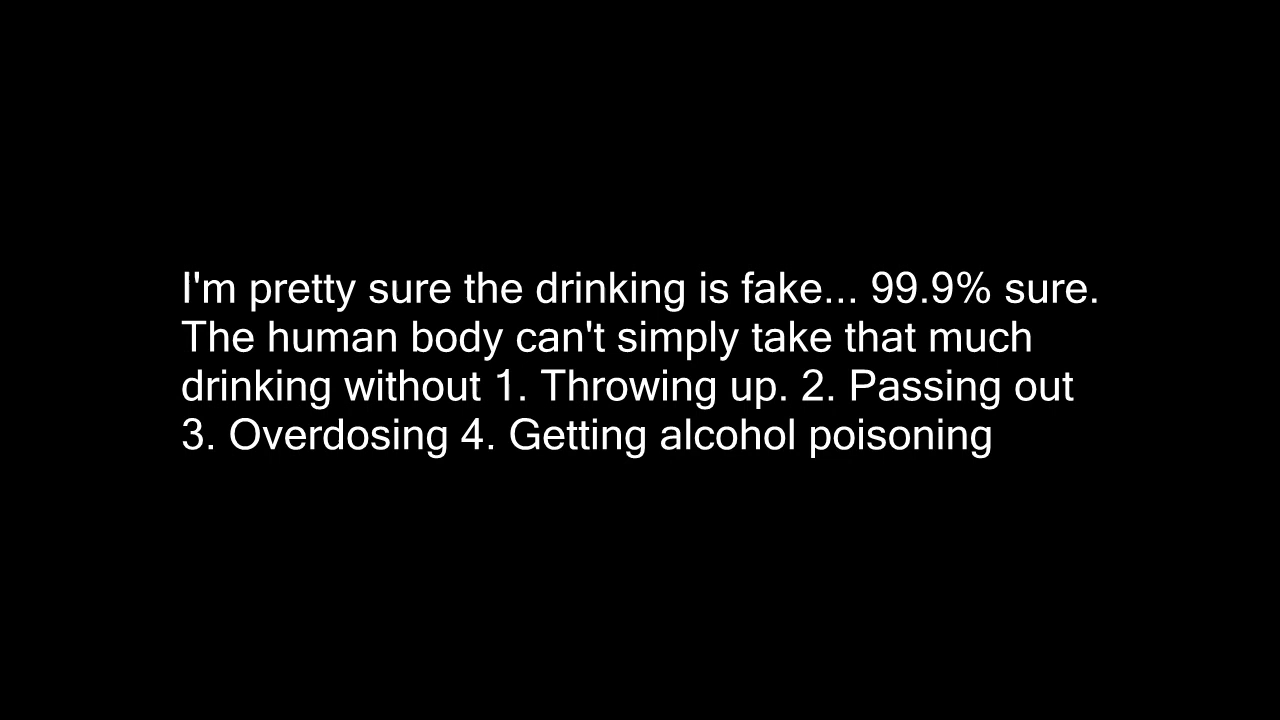 I'm pretty sure the drinking is fake... 99.9% sure.
The human body can't simply take that much
drinking without 1. Throwing up. 2. Passing out
3. Overdosing 4. Getting alcohol poisoning